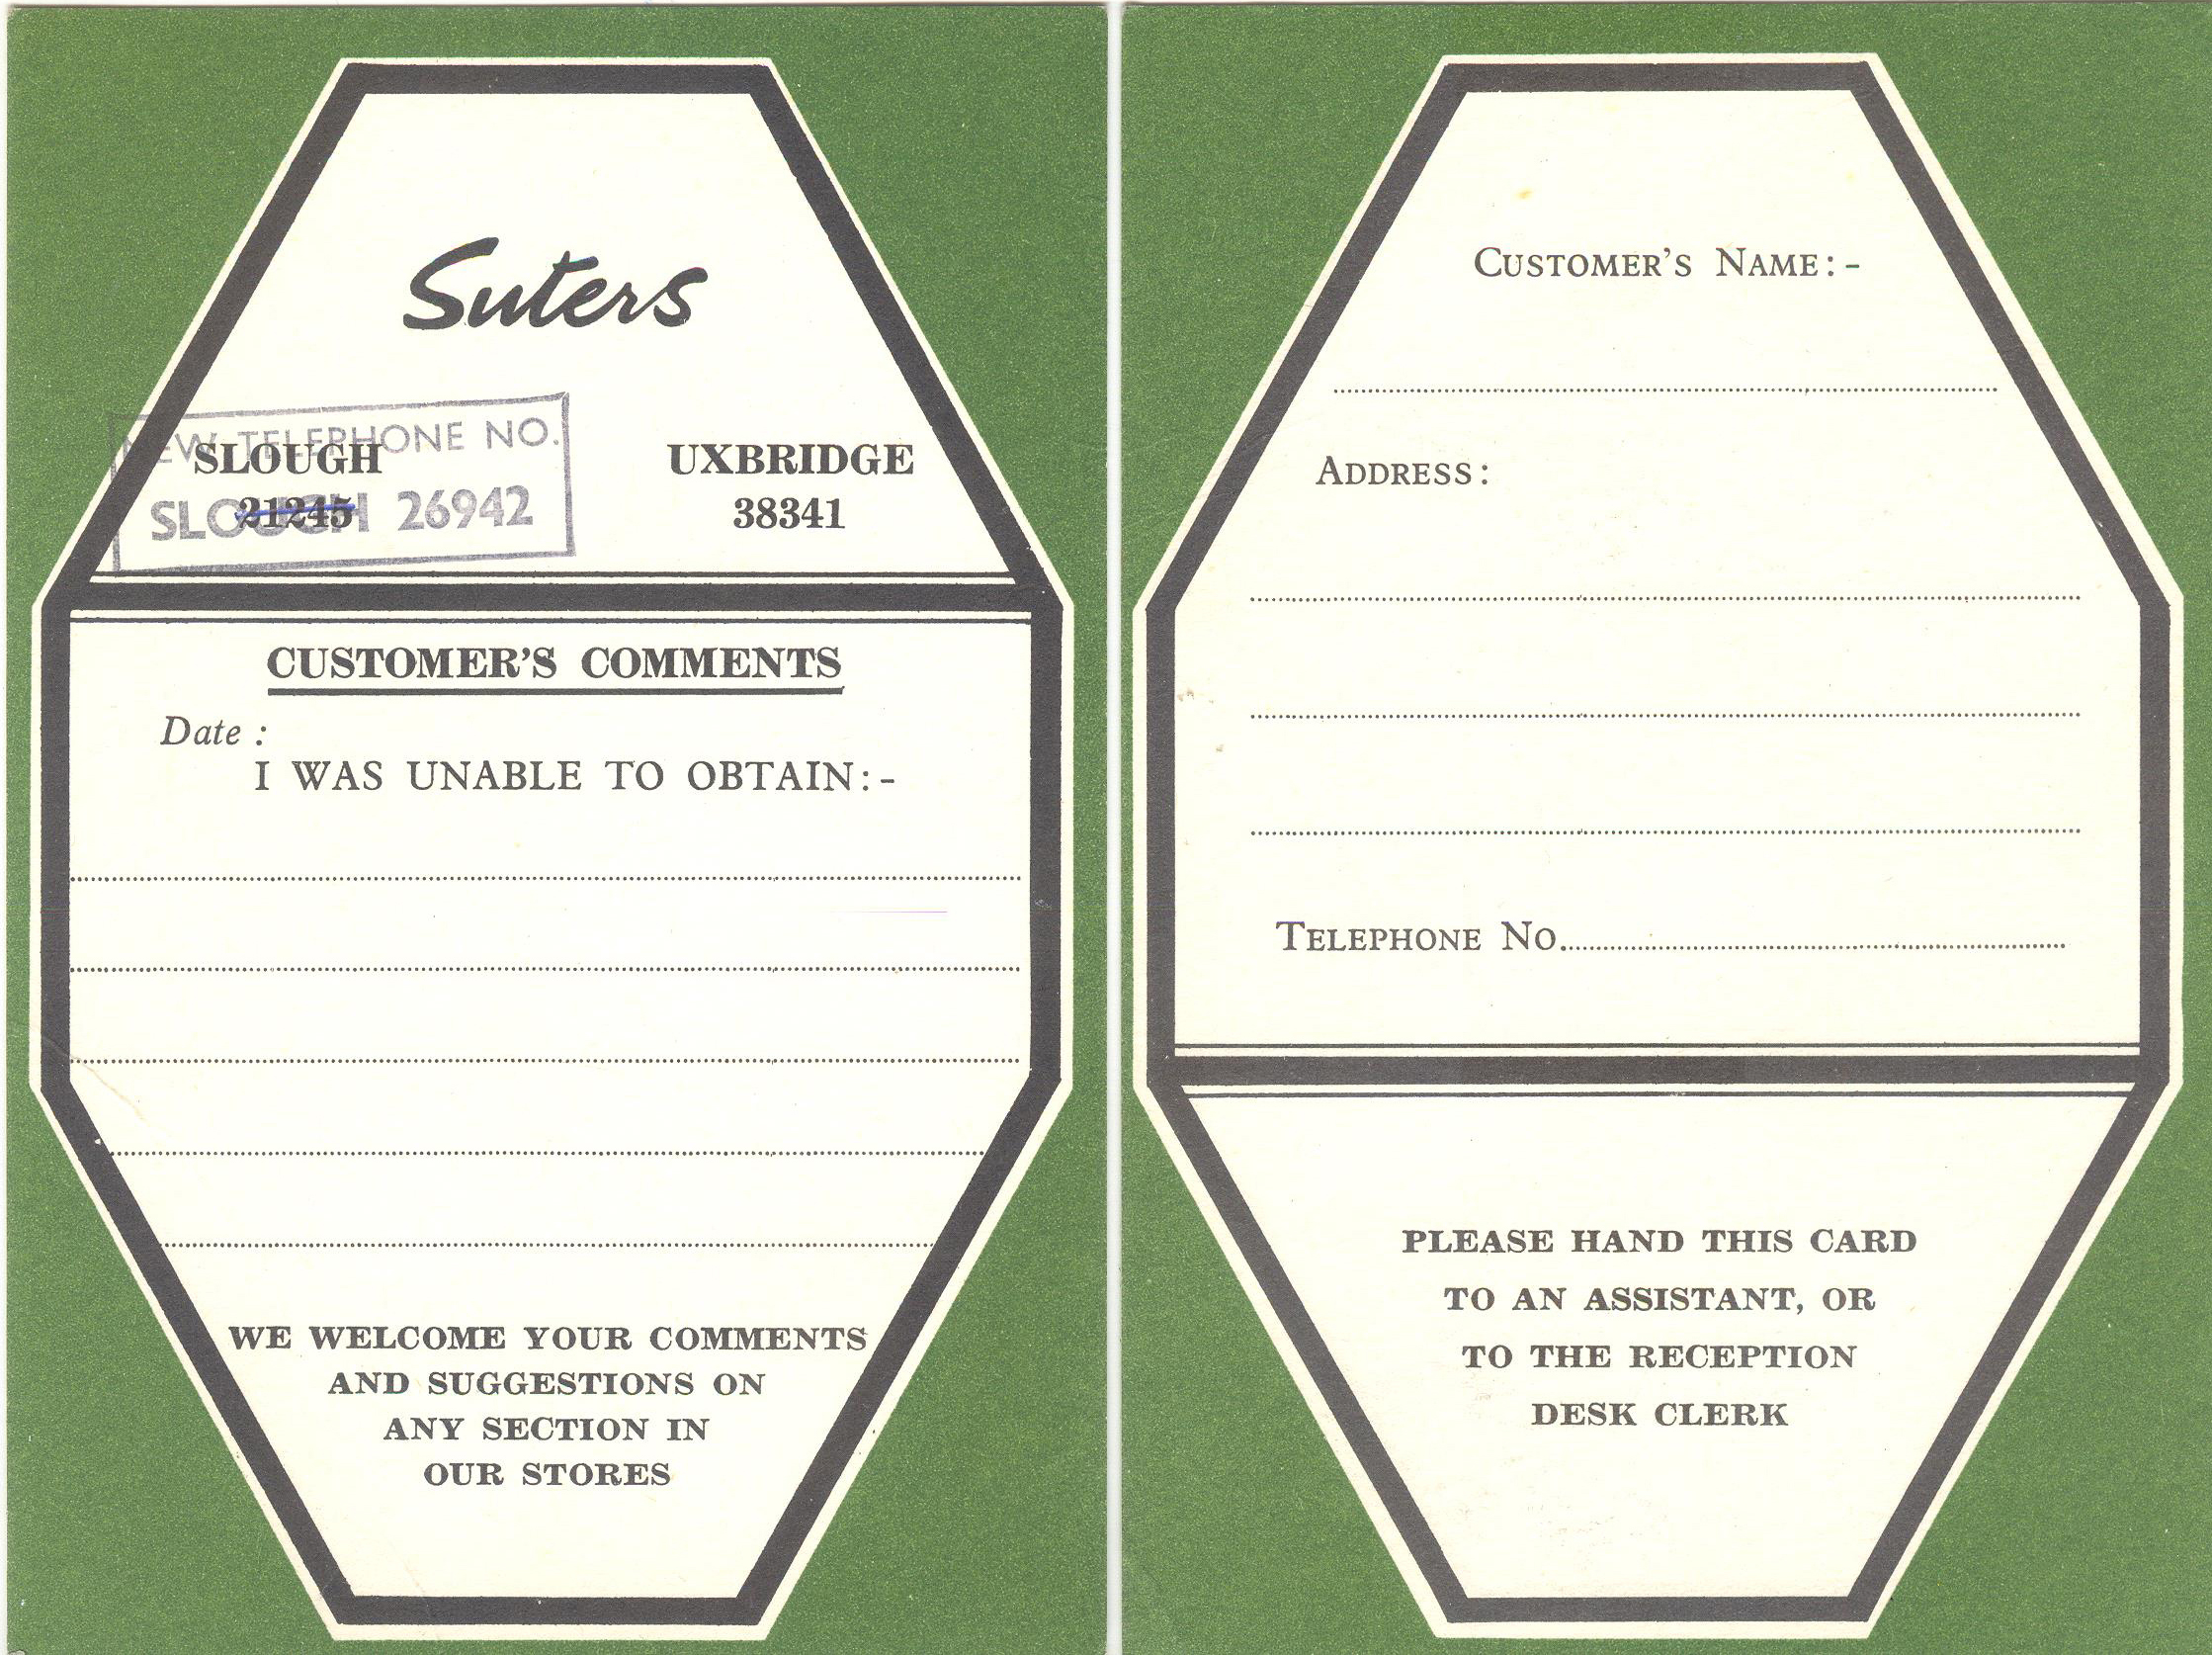 Suters
NEW TELEPHONE NO.
SLOUGH 26942
SLOUGH UXBRIDGE
21245 38341
CUSTOMER'S COMMENTS
Date :
I WAS UNABLE TO OBTAIN:-
WE WELCOME YOUR COMMENTS
AND SUGGESTIONS ON
ANY SECTION IN
OUR STORES
CUSTOMER'S NAME:-
ADDRESS:
TELEPHONE NO.
PLEASE HAND THIS CARD
TO AN ASSISTANT, OR
TO THE RECEPTION
DESK CLERK